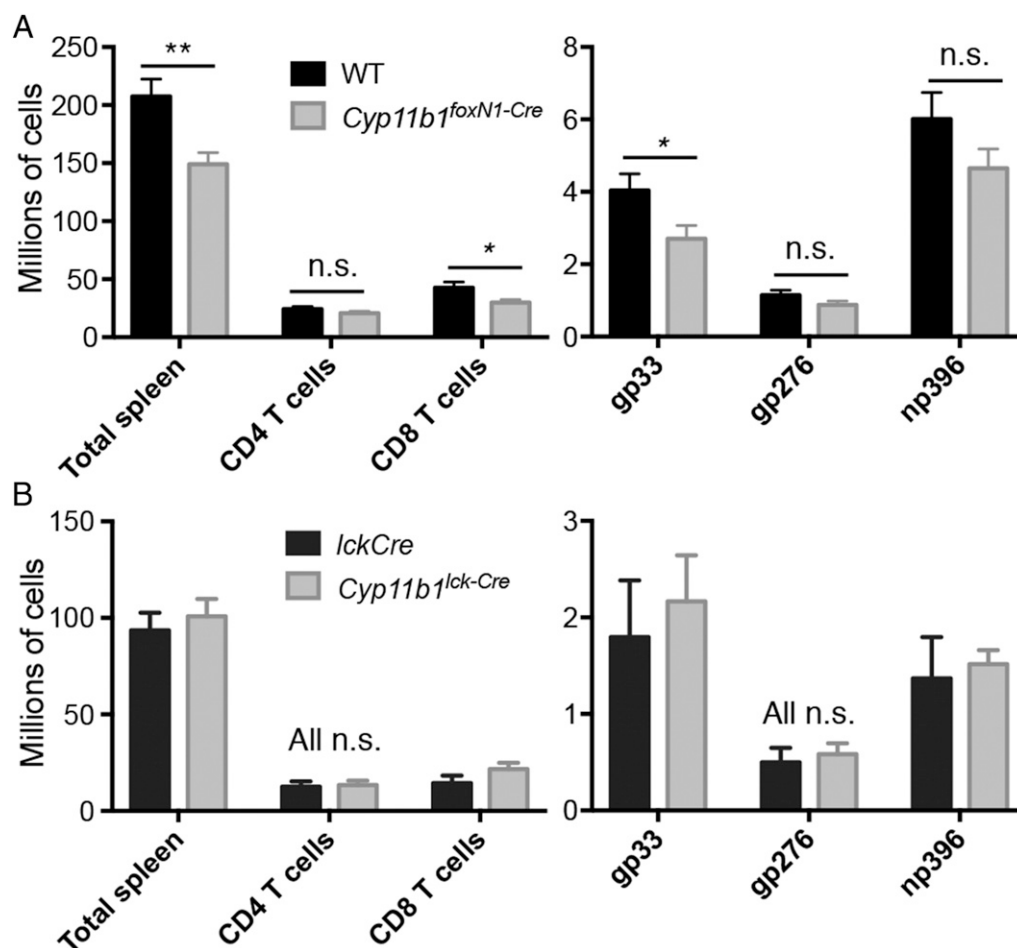 A
Millions of cells
250
200
150
100
50
0
**
n.s.
*
WT
Cyp11b1foxN1-Cre
Total spleen
CD4 T cells
CD8 T cells
8
6
4
2
0
*
n.s.
n.s.
gp33
gp276
np396
B
Millions of cells
150
100
50
0
lckCre
Cyp11b1lck-Cre
All n.s.
Total spleen
CD4 T cells
CD8 T cells
3
2
1
0
All n.s.
gp33
gp276
np396